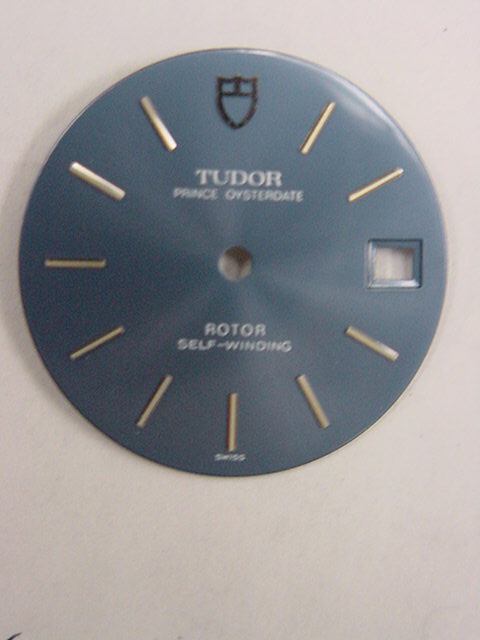 TUDOR
PRINCE OYSTERDATE
ROTOR
SELF-WINDING
SWISS